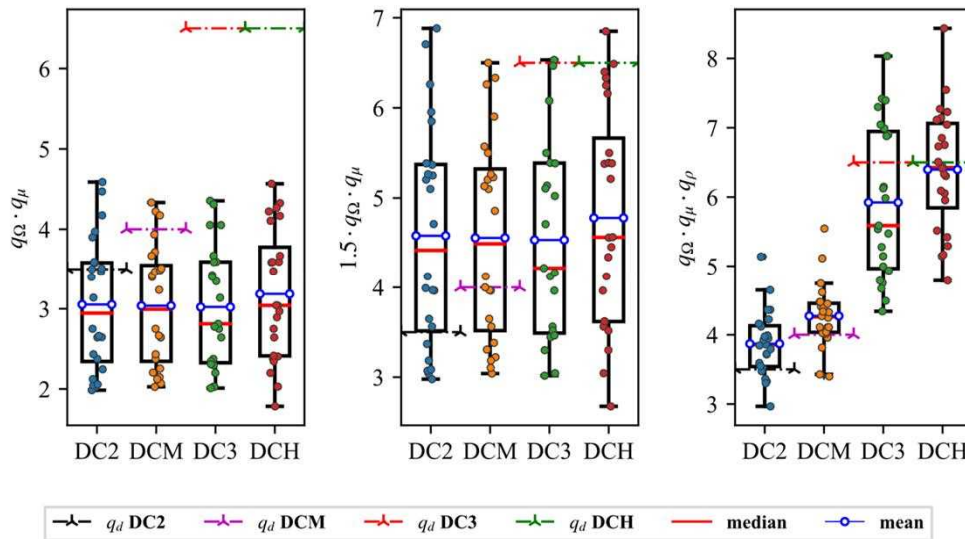 q_Ω · q_μ
6
5
4
3
2
DC2 DCM DC3 DCH
1.5 · q_Ω · q_μ
7
6
5
4
3
DC2 DCM DC3 DCH
q_Ω · q_μ · q_ρ
8
7
6
5
4
3
DC2 DCM DC3 DCH
q_d DC2 q_d DCM q_d DC3 q_d DCH median mean